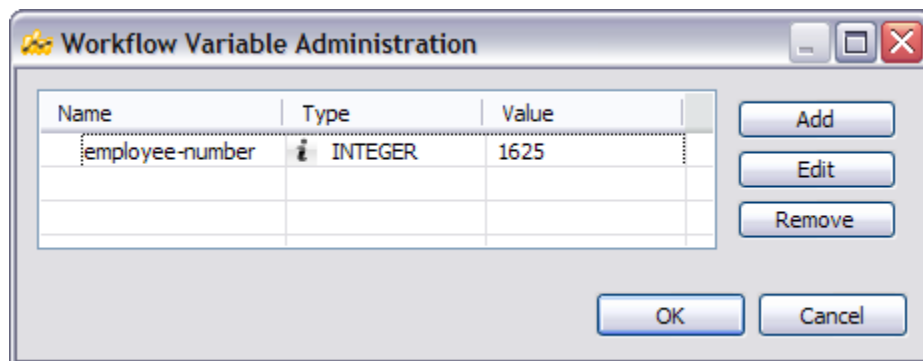 Workflow Variable Administration
Name Type Value
employee-number i INTEGER 1625
Add
Edit
Remove
OK Cancel